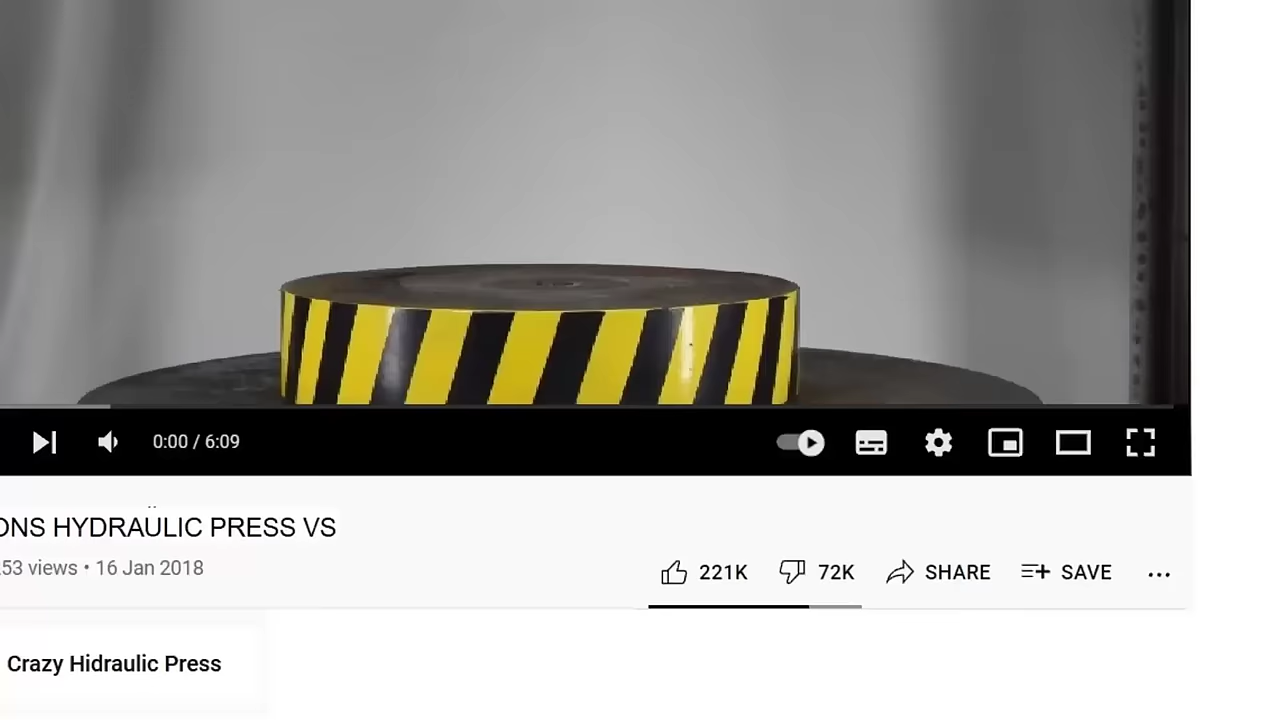 0:00 / 6:09
ONS HYDRAULIC PRESS VS
53 views • 16 Jan 2018
221K
72K
SHARE
SAVE
Crazy Hidraulic Press